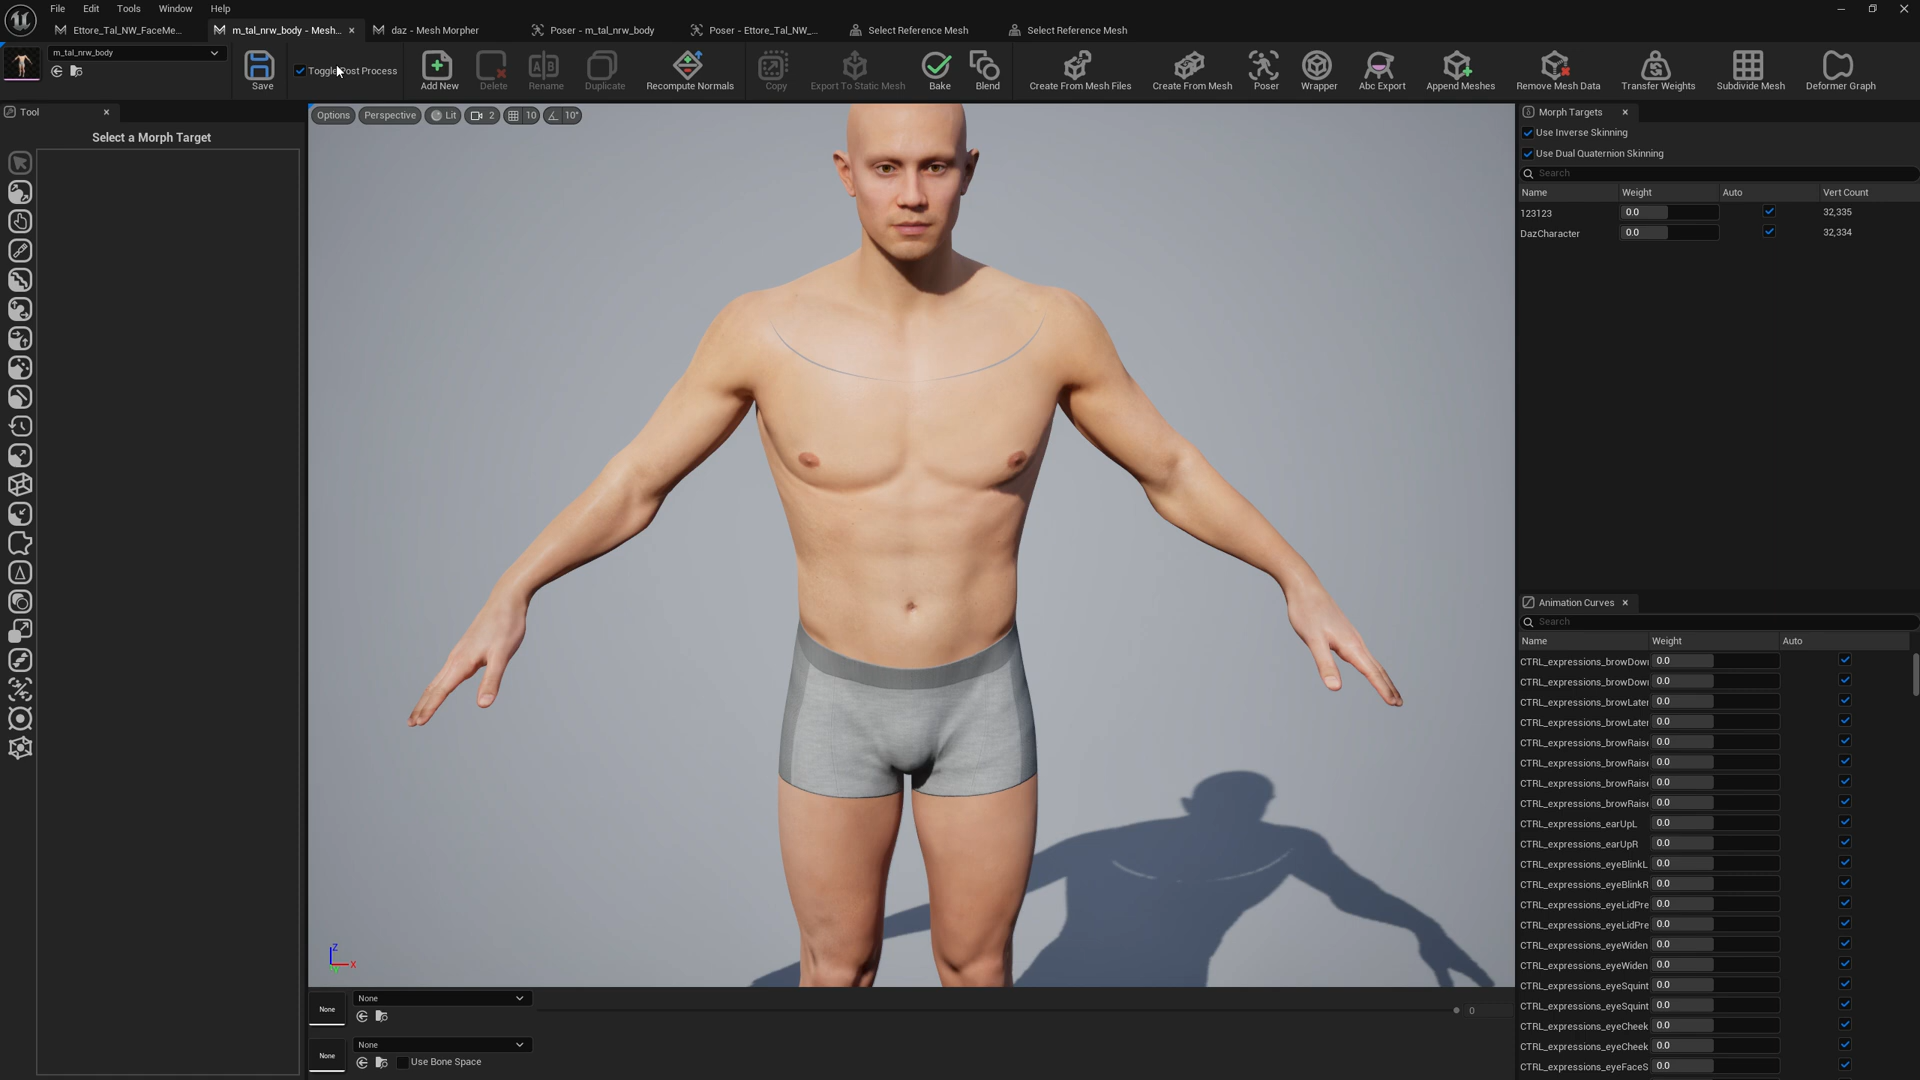 File Edit Tools Window Help
Ettore_Tal_NW_FaceMe... m_tal_nrw_body - Mesh... daz - Mesh Morpher Poser - m_tal_nrw_body Poser - Ettore_Tal_NW_... Select Reference Mesh Select Reference Mesh
m_tal_nrw_body
Save Toggle Post Process Add New Delete Rename Duplicate Recompute Normals Copy Export To Static Mesh Bake Blend Create From Mesh Files Create From Mesh Poser Wrapper Abc Export Append Meshes Remove Mesh Data Transfer Weights Subdivide Mesh Deformer Graph
Tool
Select a Morph Target
Options Perspective Lit 2 10 10°
Z
X
None None
0
None None
Use Bone Space
Morph Targets
Use Inverse Skinning
Use Dual Quaternion Skinning
Search
Name Weight Auto Vert Count
123123 0.0 32,335
DazCharacter 0.0 32,334
Animation Curves
Search
Name Weight Auto
CTRL_expressions_browDown 0.0
CTRL_expressions_browDown 0.0
CTRL_expressions_browLater 0.0
CTRL_expressions_browLater 0.0
CTRL_expressions_browRaise 0.0
CTRL_expressions_browRaise 0.0
CTRL_expressions_browRaise 0.0
CTRL_expressions_browRaise 0.0
CTRL_expressions_earUpL 0.0
CTRL_expressions_earUpR 0.0
CTRL_expressions_eyeBlinkL 0.0
CTRL_expressions_eyeBlinkR 0.0
CTRL_expressions_eyeLidPre 0.0
CTRL_expressions_eyeLidPre 0.0
CTRL_expressions_eyeWiden 0.0
CTRL_expressions_eyeWiden 0.0
CTRL_expressions_eyeSquint 0.0
CTRL_expressions_eyeSquint 0.0
CTRL_expressions_eyeCheek 0.0
CTRL_expressions_eyeCheek 0.0
CTRL_expressions_eyeFaceS 0.0